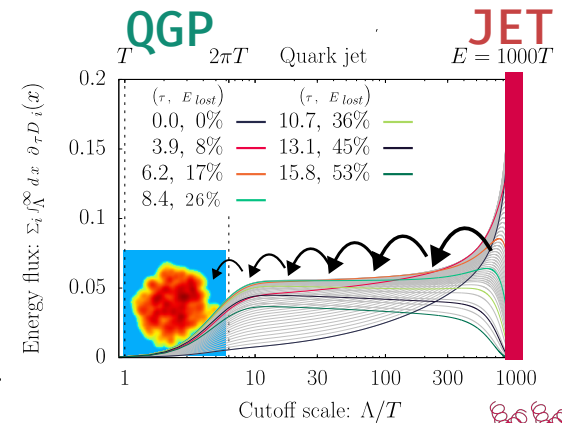 QGP
JET
T
2πT
Quark jet
E = 1000T
0.2
0.15
0.1
0.05
0
Energy flux: Σ_i ∫_Λ^∞ dx ∂_τ D_i(x)
(τ, E_lost)
0.0, 0%
3.9, 8%
6.2, 17%
8.4, 26%
(τ, E_lost)
10.7, 36%
13.1, 45%
15.8, 53%
1
10
30
100
300
1000
Cutoff scale: Λ/T